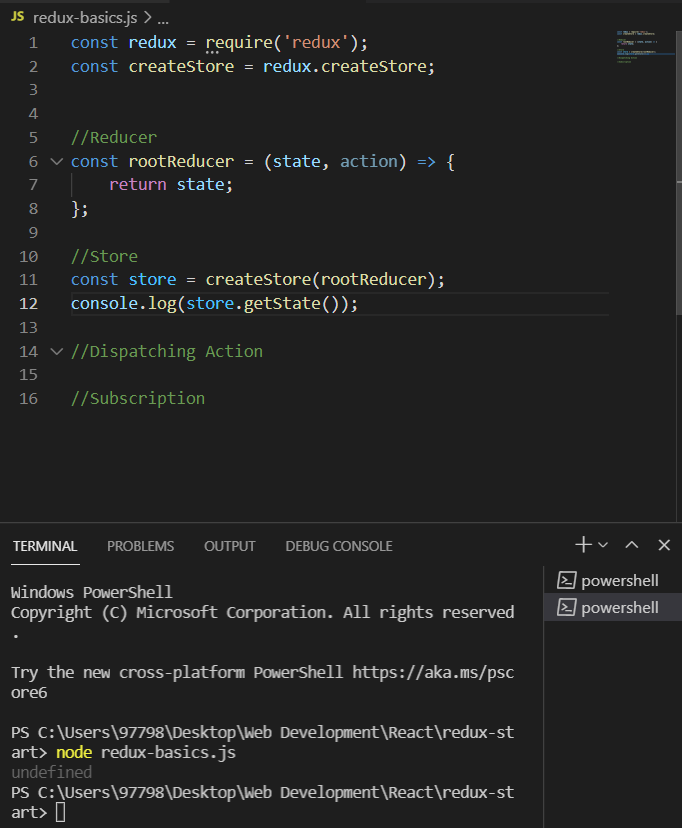 JS redux-basics.js > ...
1 const redux = require('redux');
2 const createStore = redux.createStore;
3
4
5 //Reducer
6 const rootReducer = (state, action) => {
7 return state;
8 };
9
10 //Store
11 const store = createStore(rootReducer);
12 console.log(store.getState());
13
14 //Dispatching Action
15
16 //Subscription
TERMINAL PROBLEMS OUTPUT DEBUG CONSOLE
powershell
powershell
Windows PowerShell
Copyright (C) Microsoft Corporation. All rights reserved
.
Try the new cross-platform PowerShell https://aka.ms/psc
ore6
PS C:\Users\97798\Desktop\Web Development\React\redux-st
art> node redux-basics.js
undefined
PS C:\Users\97798\Desktop\Web Development\React\redux-st
art>